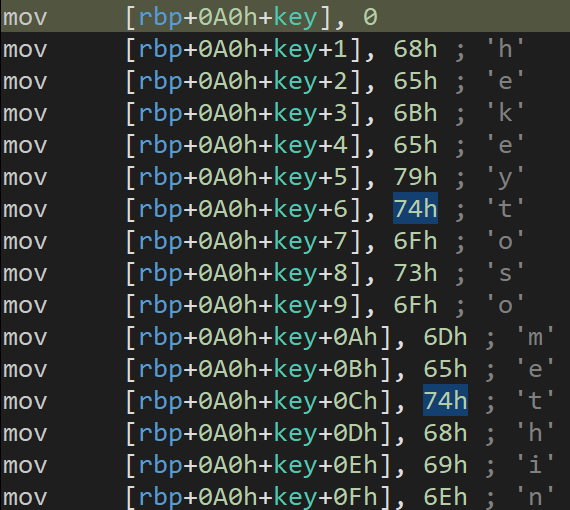 mov [rbp+0A0h+key], 0
mov [rbp+0A0h+key+1], 68h ; 'h'
mov [rbp+0A0h+key+2], 65h ; 'e'
mov [rbp+0A0h+key+3], 6Bh ; 'k'
mov [rbp+0A0h+key+4], 65h ; 'e'
mov [rbp+0A0h+key+5], 79h ; 'y'
mov [rbp+0A0h+key+6], 74h ; 't'
mov [rbp+0A0h+key+7], 6Fh ; 'o'
mov [rbp+0A0h+key+8], 73h ; 's'
mov [rbp+0A0h+key+9], 6Fh ; 'o'
mov [rbp+0A0h+key+0Ah], 6Dh ; 'm'
mov [rbp+0A0h+key+0Bh], 65h ; 'e'
mov [rbp+0A0h+key+0Ch], 74h ; 't'
mov [rbp+0A0h+key+0Dh], 68h ; 'h'
mov [rbp+0A0h+key+0Eh], 69h ; 'i'
mov [rbp+0A0h+key+0Fh], 6Eh ; 'n'